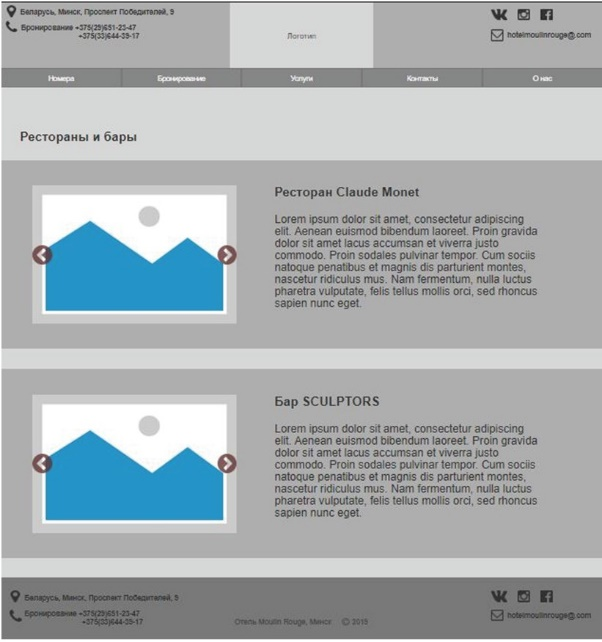 Беларусь, Минск, Проспект Победителей, 9
Бронирование +375(29)651-23-47
+375(33)644-39-17
Логотип
hotelmoulinrouge@.com
Номера
Бронирование
Услуги
Контакты
О нас
Рестораны и бары
Ресторан Claude Monet
Lorem ipsum dolor sit amet, consectetur adipiscing
elit. Aenean euismod bibendum laoreet. Proin gravida
dolor sit amet lacus accumsan et viverra justo
commodo. Proin sodales pulvinar tempor. Cum sociis
natoque penatibus et magnis dis parturient montes,
nascetur ridiculus mus. Nam fermentum, nulla luctus
pharetra vulputate, felis tellus mollis orci, sed rhoncus
sapien nunc eget.
Бар SCULPTORS
Lorem ipsum dolor sit amet, consectetur adipiscing
elit. Aenean euismod bibendum laoreet. Proin gravida
dolor sit amet lacus accumsan et viverra justo
commodo. Proin sodales pulvinar tempor. Cum sociis
natoque penatibus et magnis dis parturient montes,
nascetur ridiculus mus. Nam fermentum, nulla luctus
pharetra vulputate, felis tellus mollis orci, sed rhoncus
sapien nunc eget.
Беларусь, Минск, Проспект Победителей, 9
Бронирование +375(29)651-23-47
+375(33)644-39-17
Отель Moulin Rouge, Минск © 2018
hotelmoulinrouge@.com